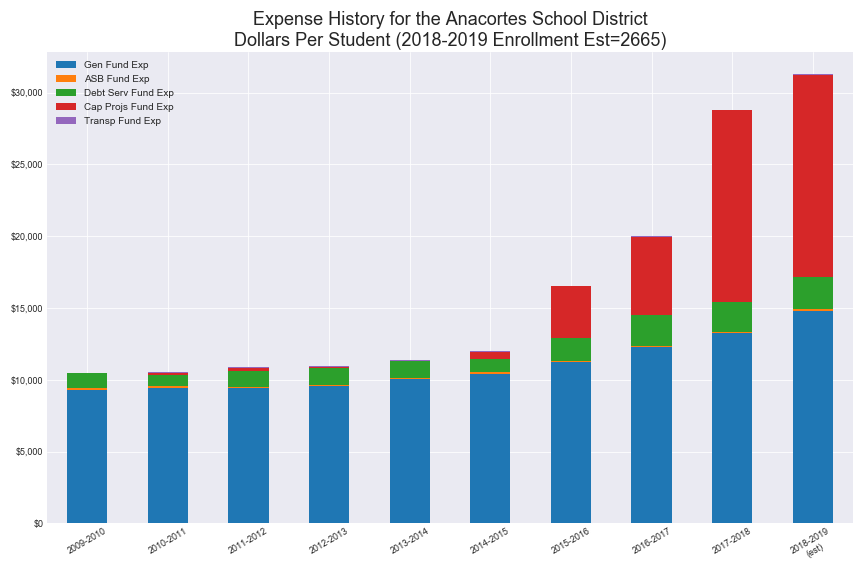 Expense History for the Anacortes School District
Dollars Per Student (2018-2019 Enrollment Est=2665)
Gen Fund Exp
ASB Fund Exp
Debt Serv Fund Exp
Cap Projs Fund Exp
Transp Fund Exp
$30,000
$25,000
$20,000
$15,000
$10,000
$5,000
$0
2009-2010
2010-2011
2011-2012
2012-2013
2013-2014
2014-2015
2015-2016
2016-2017
2017-2018
2018-2019
(est)